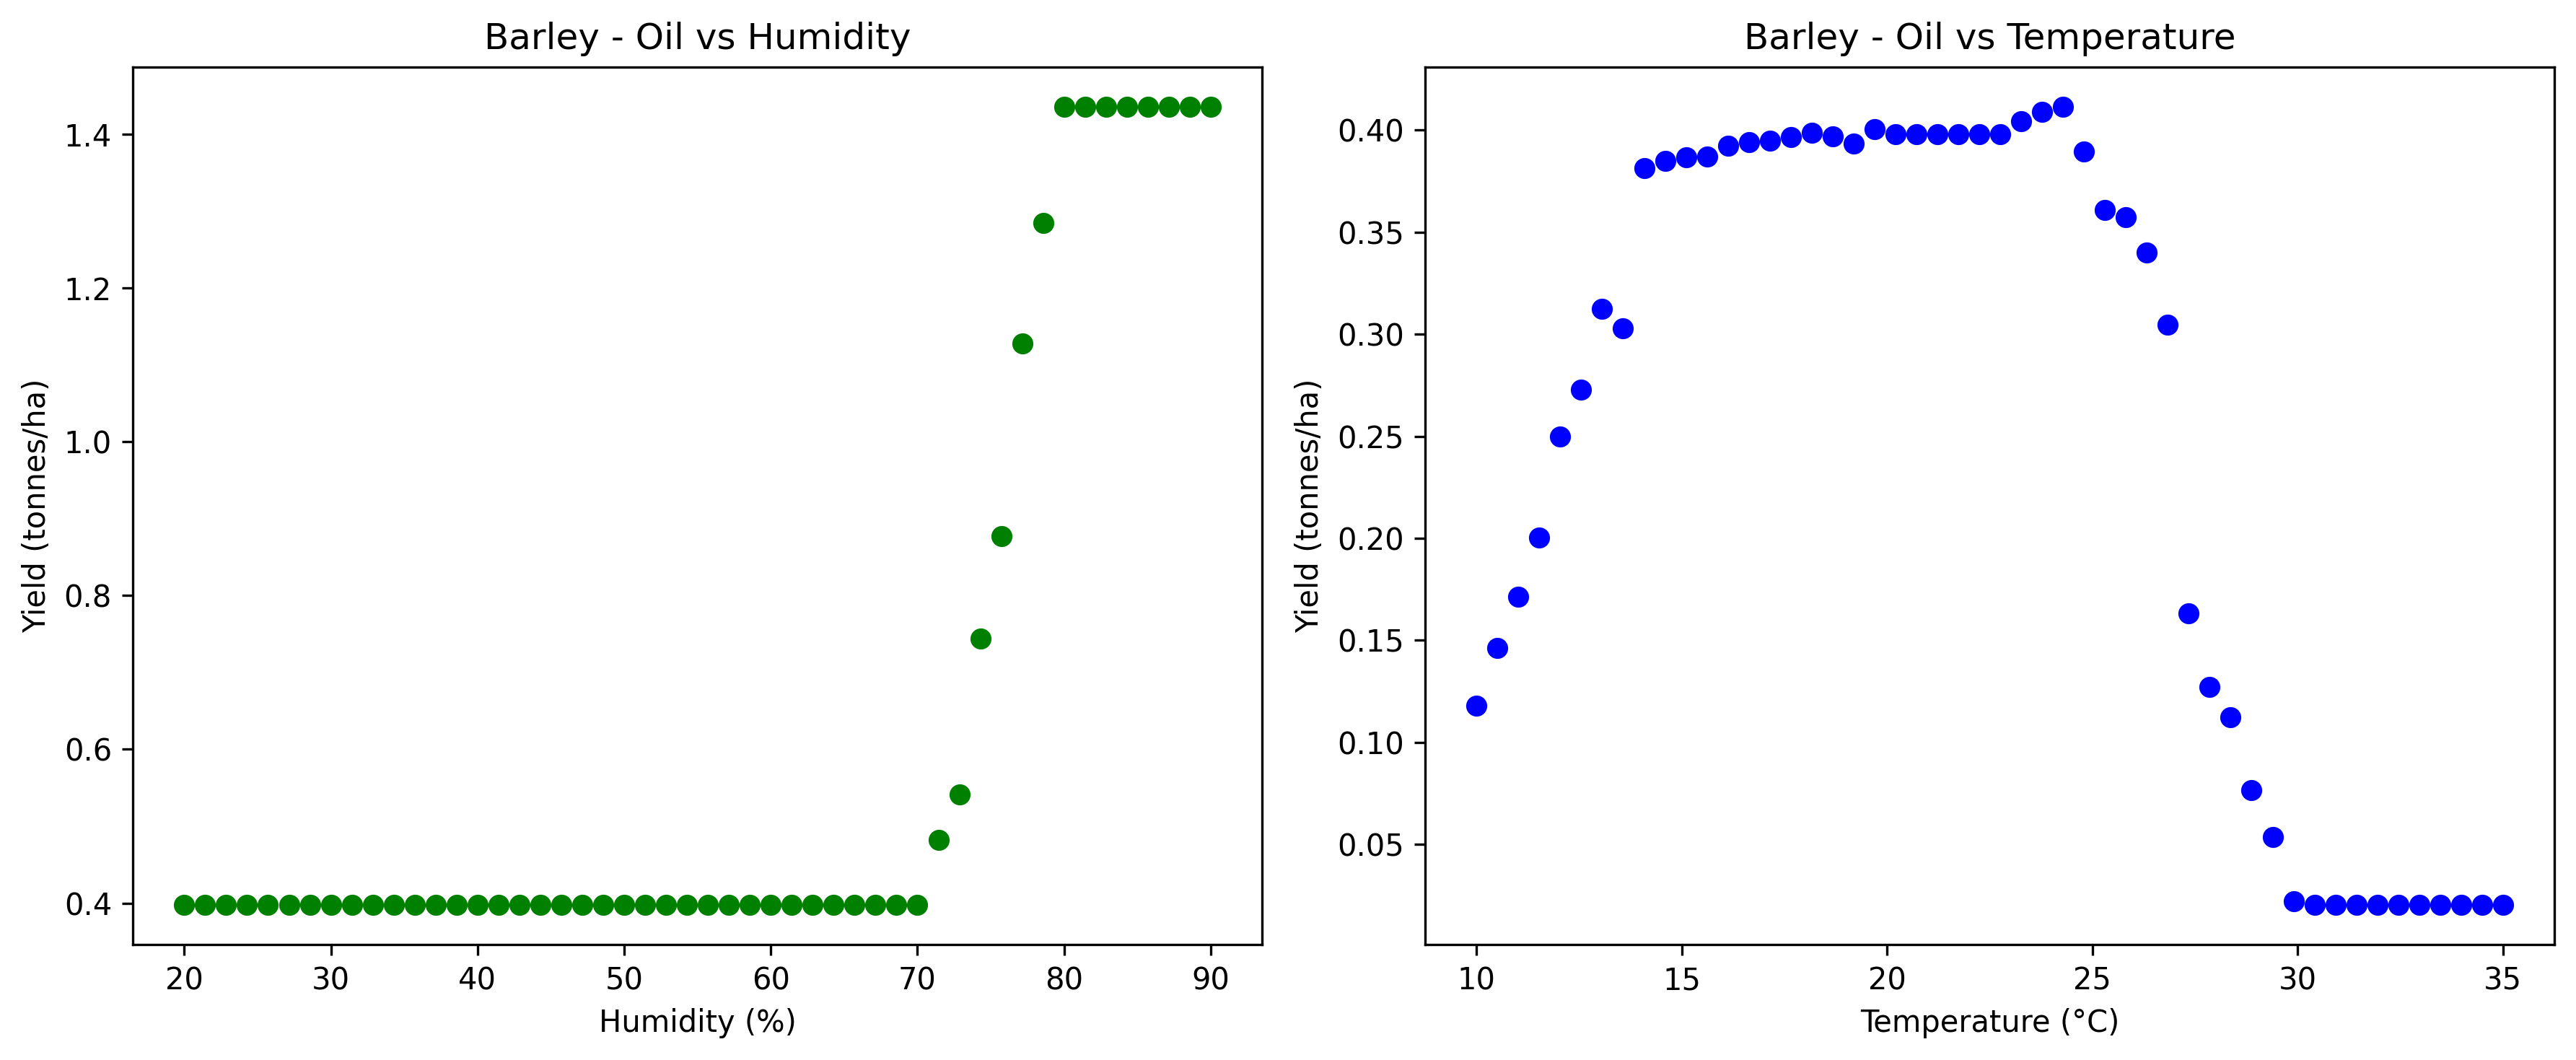 Barley - Oil vs Humidity
Yield (tonnes/ha)
1.4
1.2
1.0
0.8
0.6
0.4
20 30 40 50 60 70 80 90
Humidity (%)
Barley - Oil vs Temperature
Yield (tonnes/ha)
0.40
0.35
0.30
0.25
0.20
0.15
0.10
0.05
10 15 20 25 30 35
Temperature (°C)